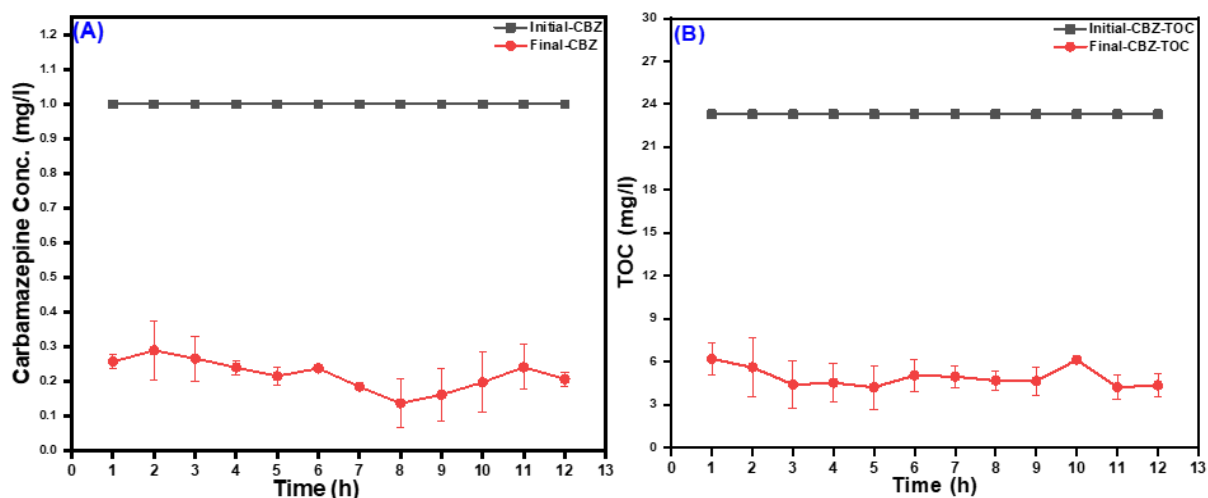 (A)
Initial-CBZ
Final-CBZ
1.2
1.1
1.0
0.9
0.8
0.7
0.6
0.5
0.4
0.3
0.2
0.1
0.0
Carbamazepine Conc. (mg/l)
0 1 2 3 4 5 6 7 8 9 10 11 12 13
Time (h)
(B)
Initial-CBZ-TOC
Final-CBZ-TOC
30
27
24
21
18
15
12
9
6
3
0
TOC (mg/l)
0 1 2 3 4 5 6 7 8 9 10 11 12 13
Time (h)